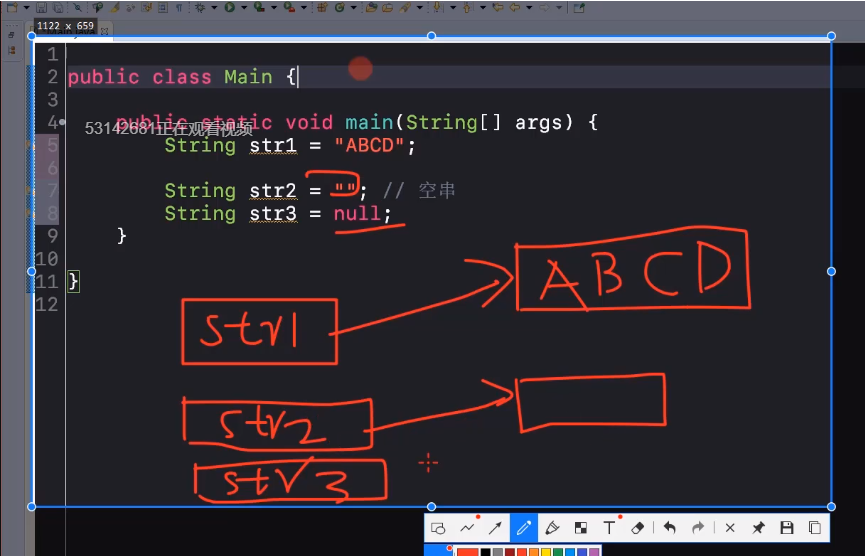 1122 x 659
1
2 public class Main {
3
4 public static void main(String[] args) {
53142681正在观看视频
5 String str1 = "ABCD";
6
7 String str2 = ""; // 空串
8 String str3 = null;
9 }
10
11 }
12
A B C D
str1
str2
str3
T